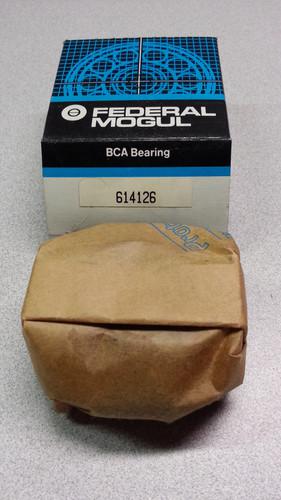 FEDERAL
MOGUL
BCA Bearing
614126